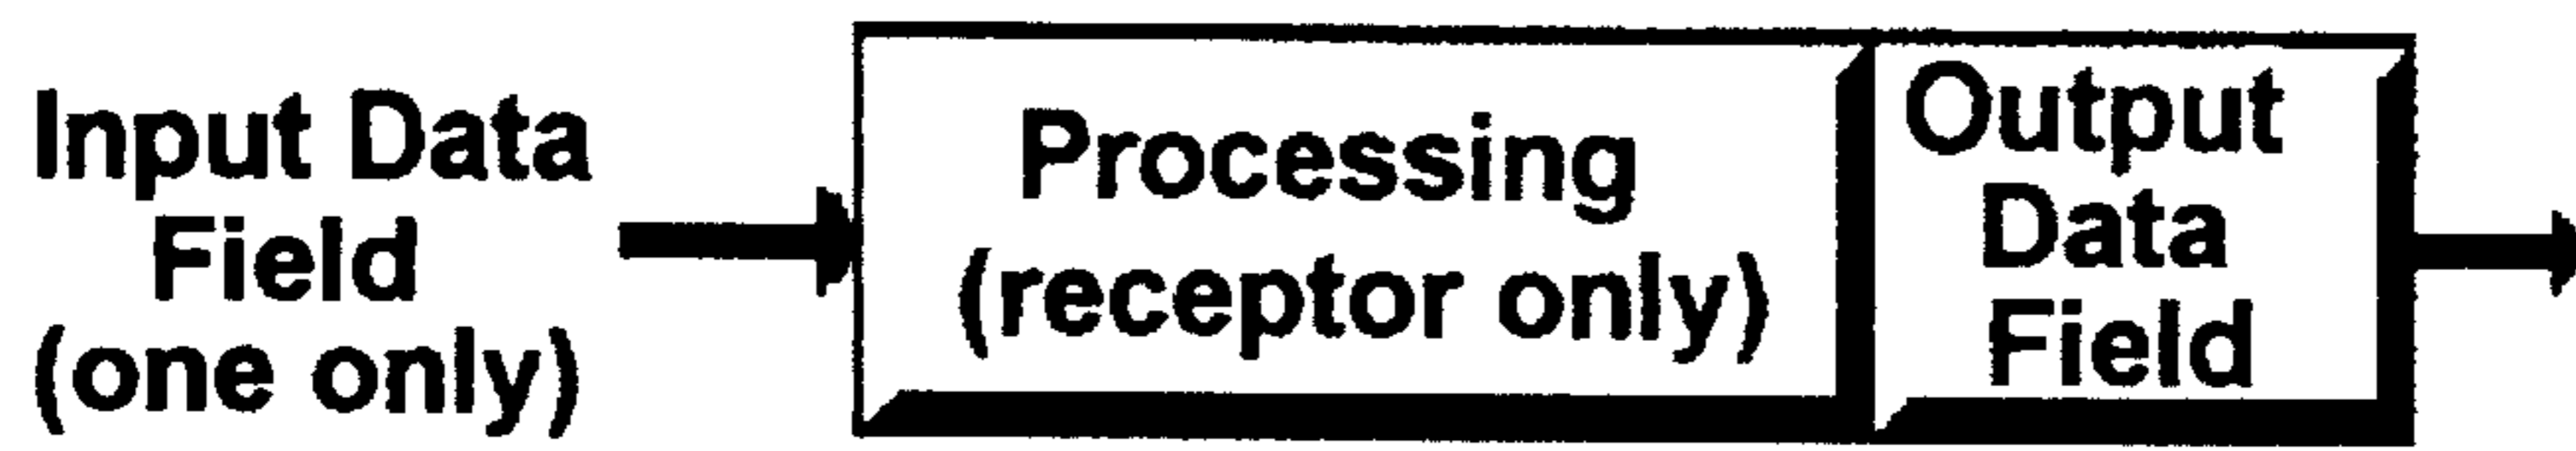 Input Data
Field
(one only)
Processing
(receptor only)
Output
Data
Field